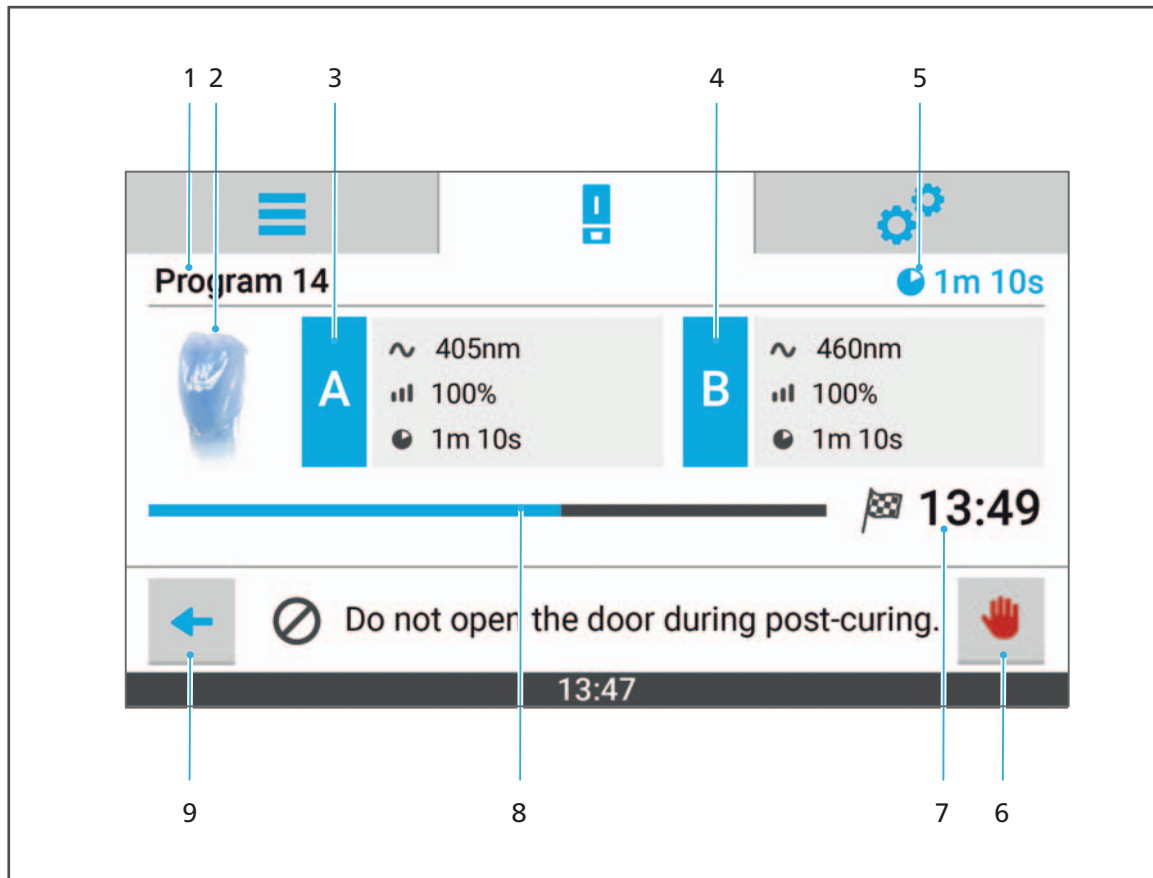 1 2 3 4 5
Program 14 1m 10s
A 405nm B 460nm
100% 100%
1m 10s 1m 10s
13:49
Do not open the door during post-curing.
13:47
9 8 7 6